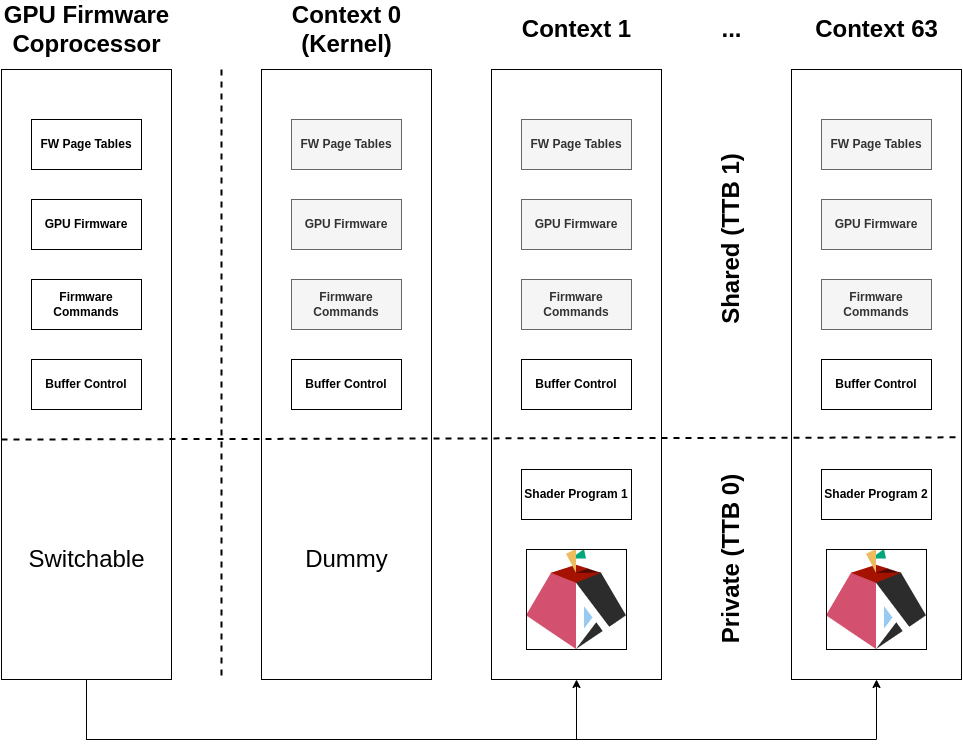 GPU Firmware
Coprocessor
Context 0
(Kernel)
Context 1
...
Context 63
FW Page Tables
FW Page Tables
FW Page Tables
FW Page Tables
GPU Firmware
GPU Firmware
GPU Firmware
GPU Firmware
Shared (TTB 1)
Firmware
Commands
Firmware
Commands
Firmware
Commands
Firmware
Commands
Buffer Control
Buffer Control
Buffer Control
Buffer Control
Shader Program 1
Shader Program 2
Switchable
Dummy
Private (TTB 0)